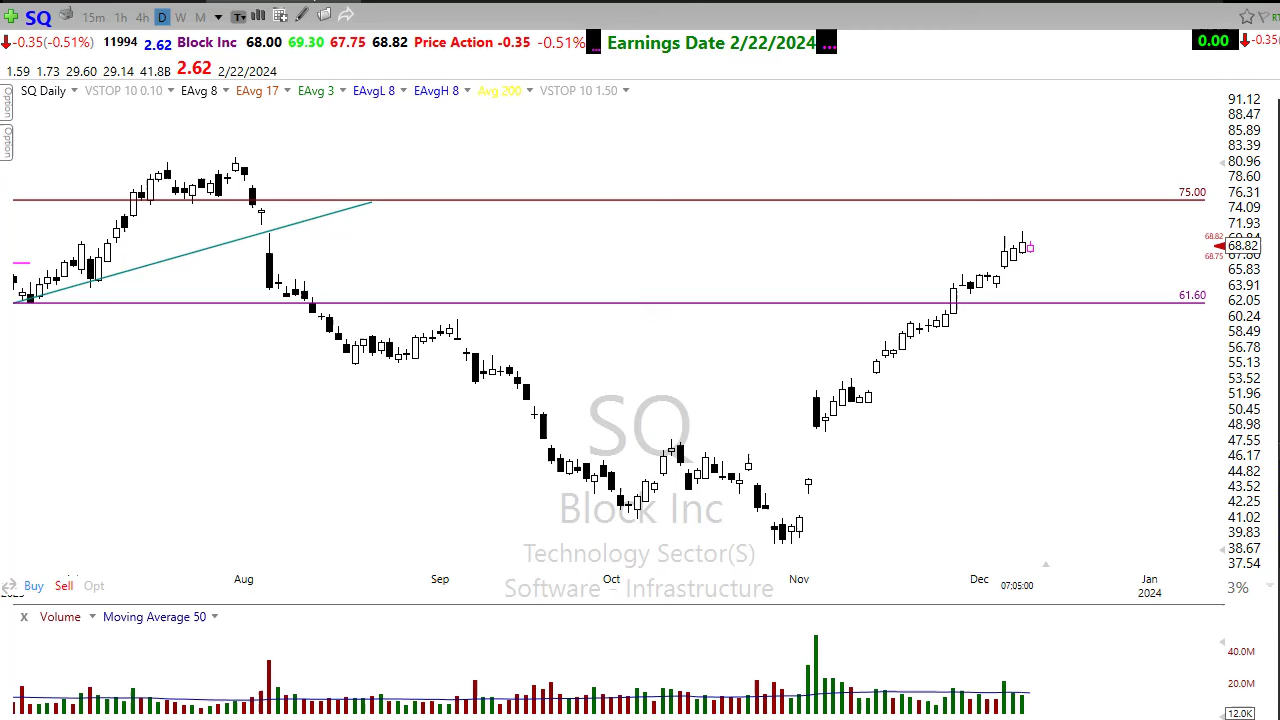 SQ 15m 1h 4h D W M T
-0.35(-0.51%) 11994 2.62 Block Inc 68.00 69.30 67.75 68.82 Price Action -0.35 -0.51% ... Earnings Date 2/22/2024 ... 0.00 -0.35(
1.59 1.73 29.60 29.14 41.8B 2.62 2/22/2024
Option
Option
SQ Daily VSTOP 10 0.10 EAvg 8 EAvg 17 EAvg 3 EAvgL 8 EAvgH 8 Avg 200 VSTOP 10 1.50
91.12
88.47
85.89
83.39
80.96
78.60
76.31
75.00
74.09
71.93
68.82
68.82
68.75
65.83
63.91
61.60
62.05
60.24
58.49
56.78
55.13
53.52
51.96
50.45
48.98
47.55
46.17
44.82
43.52
42.25
41.02
39.83
38.67
37.54
SQ
Block Inc
Technology Sector(S)
Software - Infrastructure
Aug Sep Oct Nov Dec Jan
07:05:00 2024
Buy Sell Opt 3%
X Volume Moving Average 50
40.0M
20.0M
12.0K